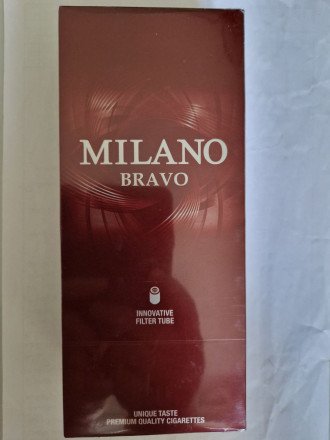 MILANO
BRAVO
INNOVATIVE
FILTER TUBE
UNIQUE TASTE
PREMIUM QUALITY CIGARETTES